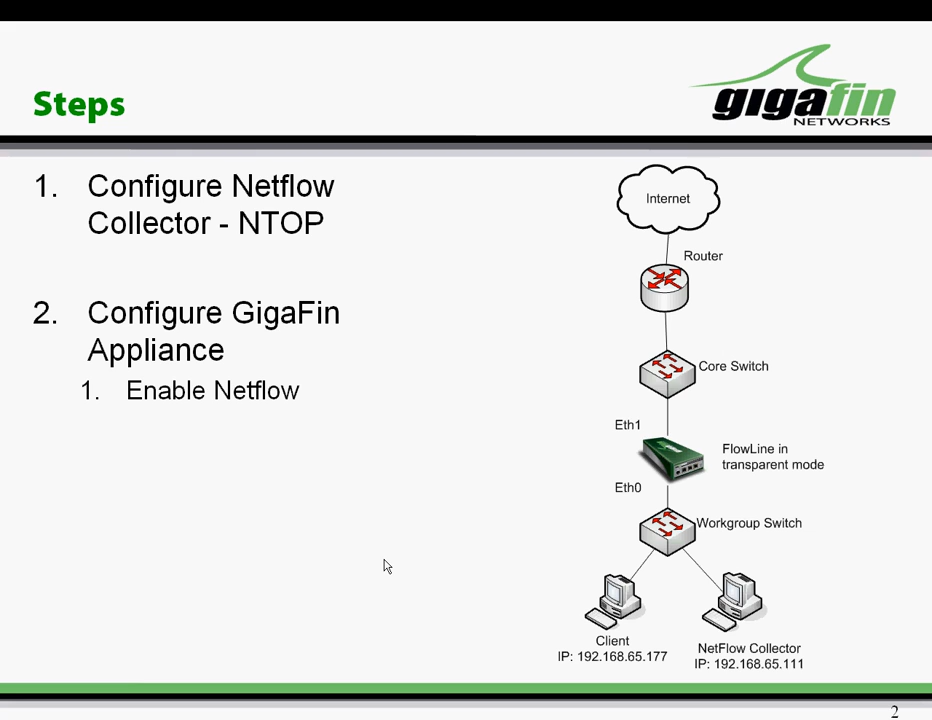 Steps
gigafin
NETWORKS
1. Configure Netflow
Collector - NTOP
2. Configure GigaFin
Appliance
1. Enable Netflow
Internet
Router
Core Switch
Eth1
FlowLine in
transparent mode
Eth0
Workgroup Switch
Client
IP: 192.168.65.177
NetFlow Collector
IP: 192.168.65.111
2